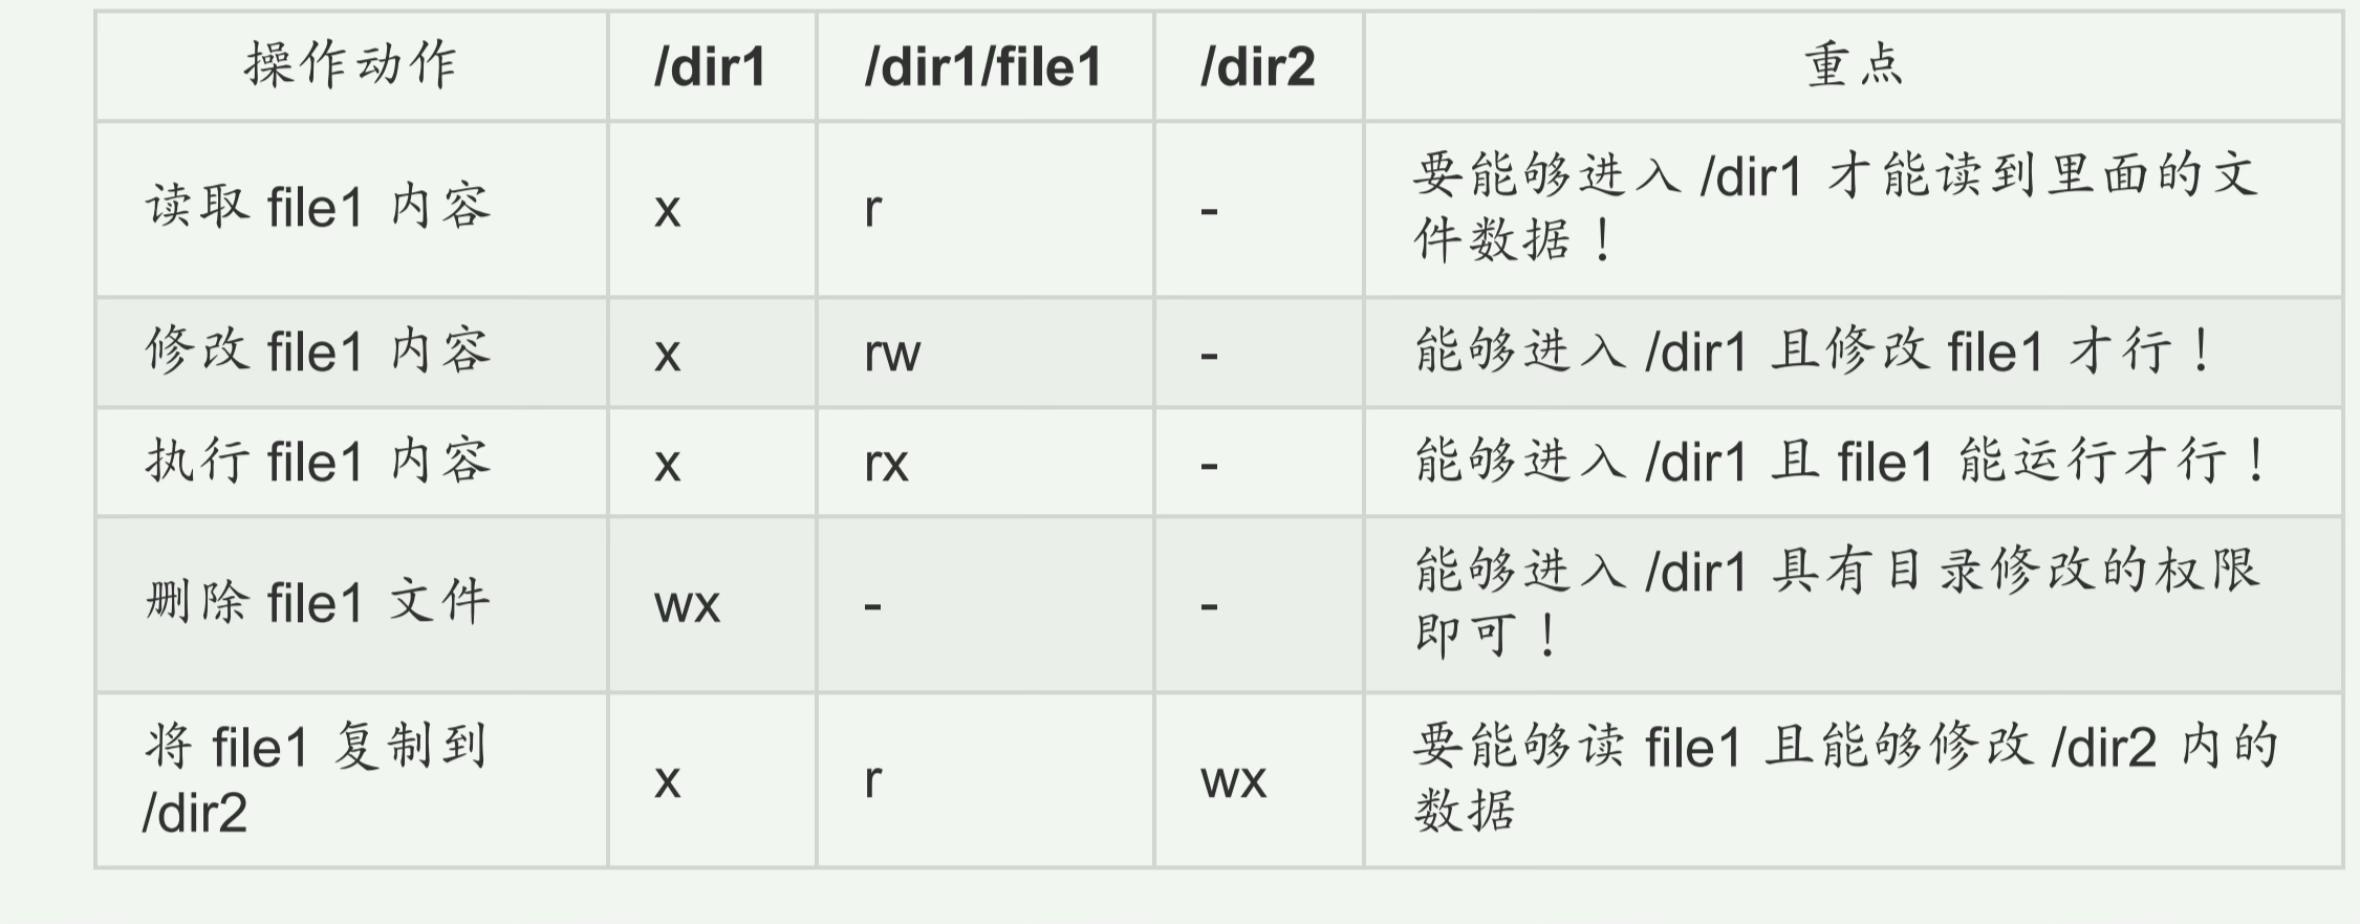 操作动作 /dir1 /dir1/file1 /dir2 重点
读取 file1 内容 x r - 要能够进入 /dir1 才能读到里面的文
件数据！
修改 file1 内容 x rw - 能够进入 /dir1 且修改 file1 才行！
执行 file1 内容 x rx - 能够进入 /dir1 且 file1 能运行才行！
删除 file1 文件 wx - - 能够进入 /dir1 具有目录修改的权限
即可！
将 file1 复制到
/dir2 x r wx 要能够读 file1 且能够修改 /dir2 内的
数据